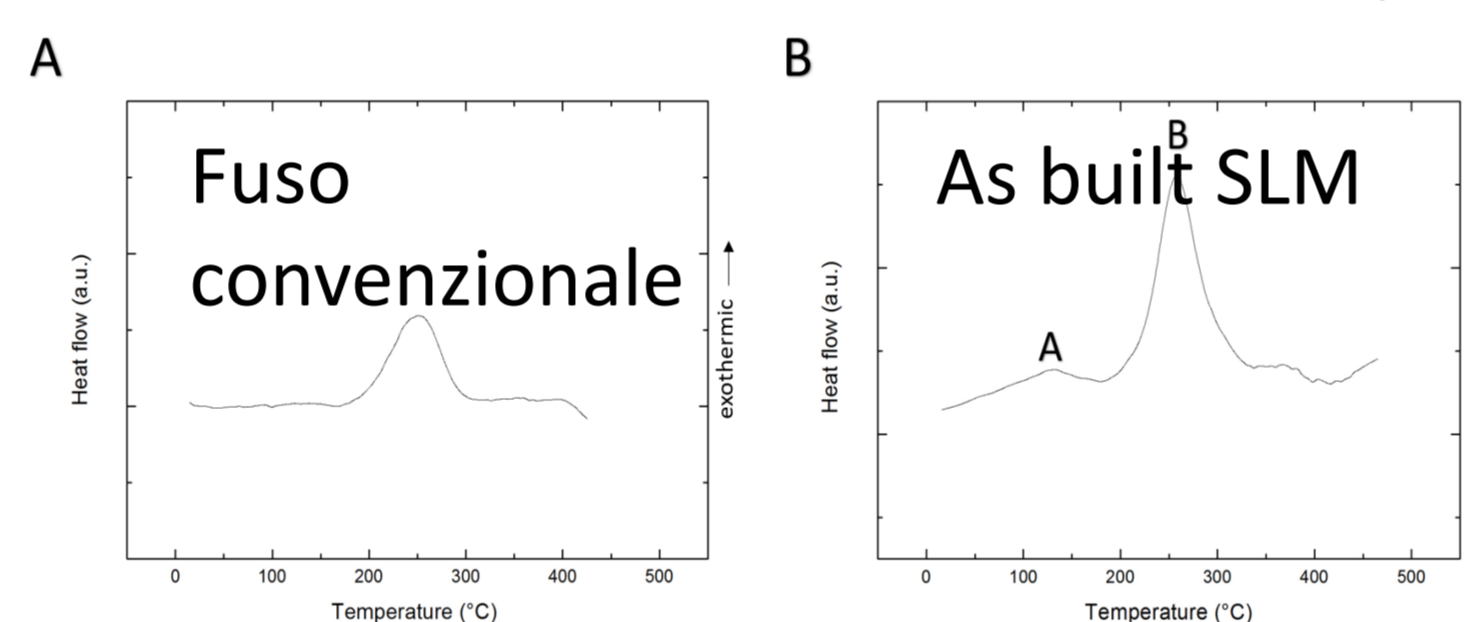 A
Fuso
convenzionale
Heat flow (a.u.)
exothermic
0 100 200 300 400 500
Temperature (°C)
B
B
As built SLM
A
Heat flow (a.u.)
0 100 200 300 400 500
Temperature (°C)